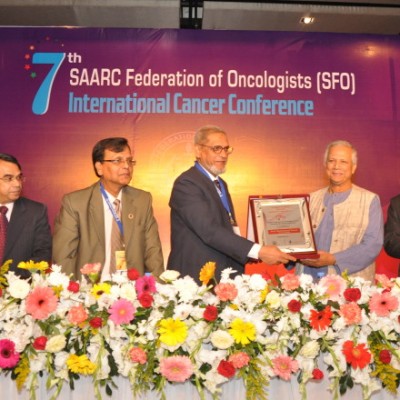 7th
SAARC Federation of Oncologists (SFO)
International Cancer Conference